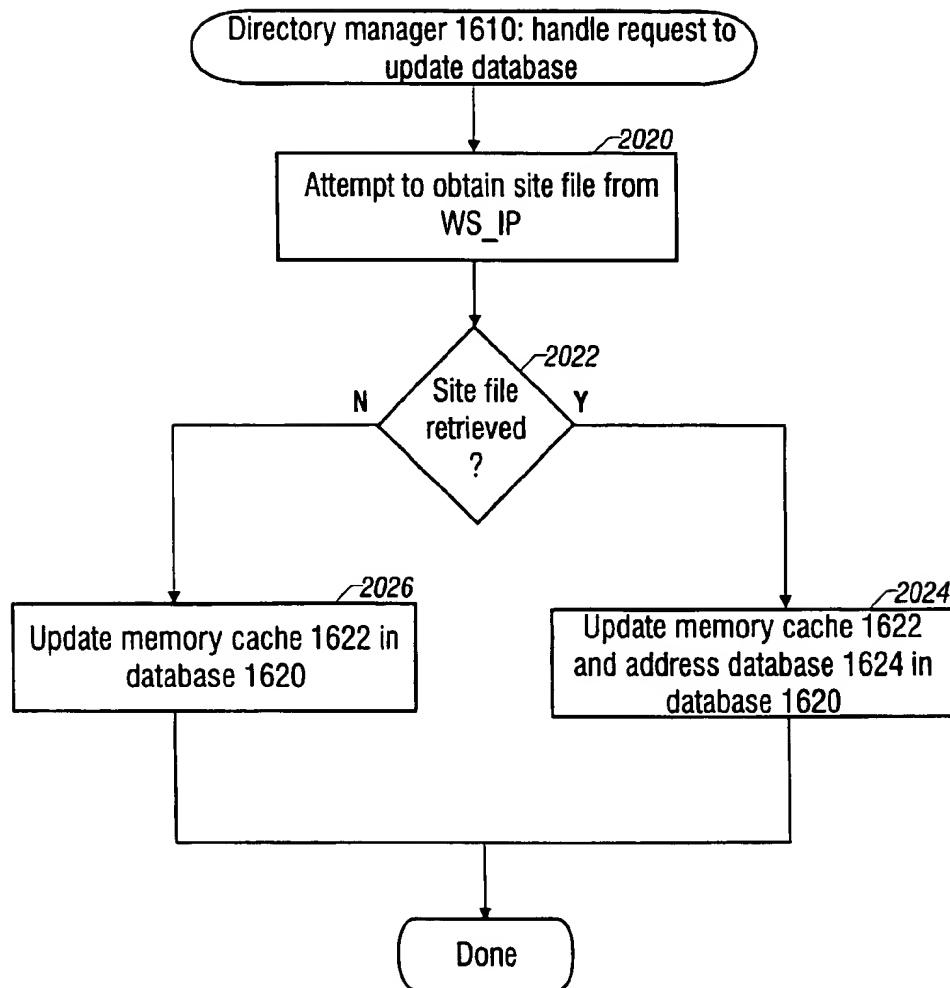 Directory manager 1610: handle request to
update database
2020
Attempt to obtain site file from
WS_IP
2022
Site file
retrieved
?
N
Y
2026
Update memory cache 1622 in
database 1620
2024
Update memory cache 1622
and address database 1624 in
database 1620
Done